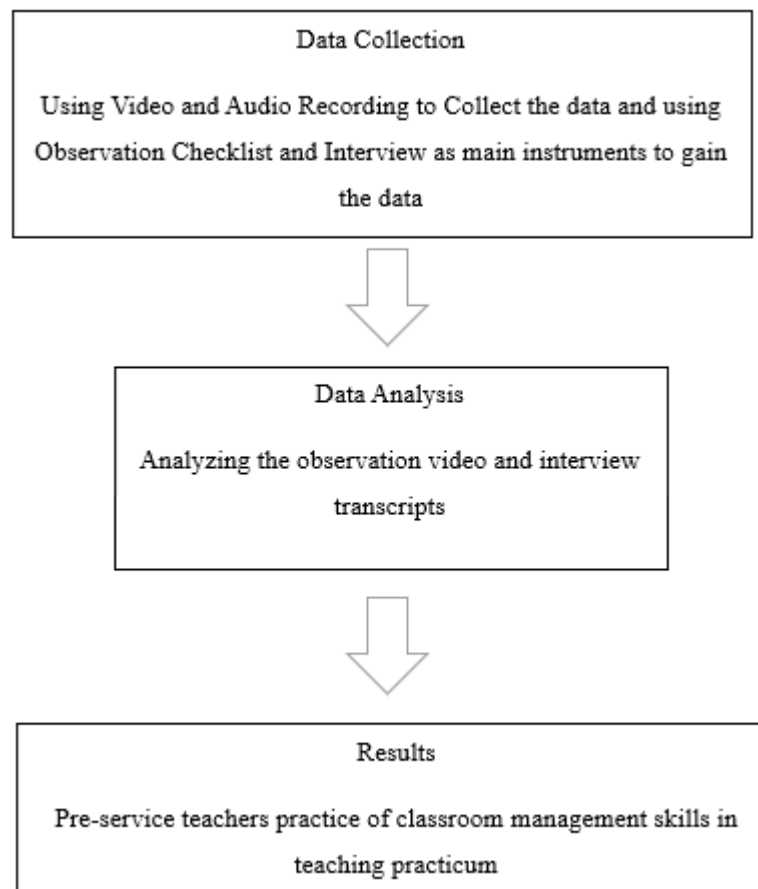 Data Collection
Using Video and Audio Recording to Collect the data and using
Observation Checklist and Interview as main instruments to gain
the data
Data Analysis
Analyzing the observation video and interview
transcripts
Results
Pre-service teachers practice of classroom management skills in
teaching practicum